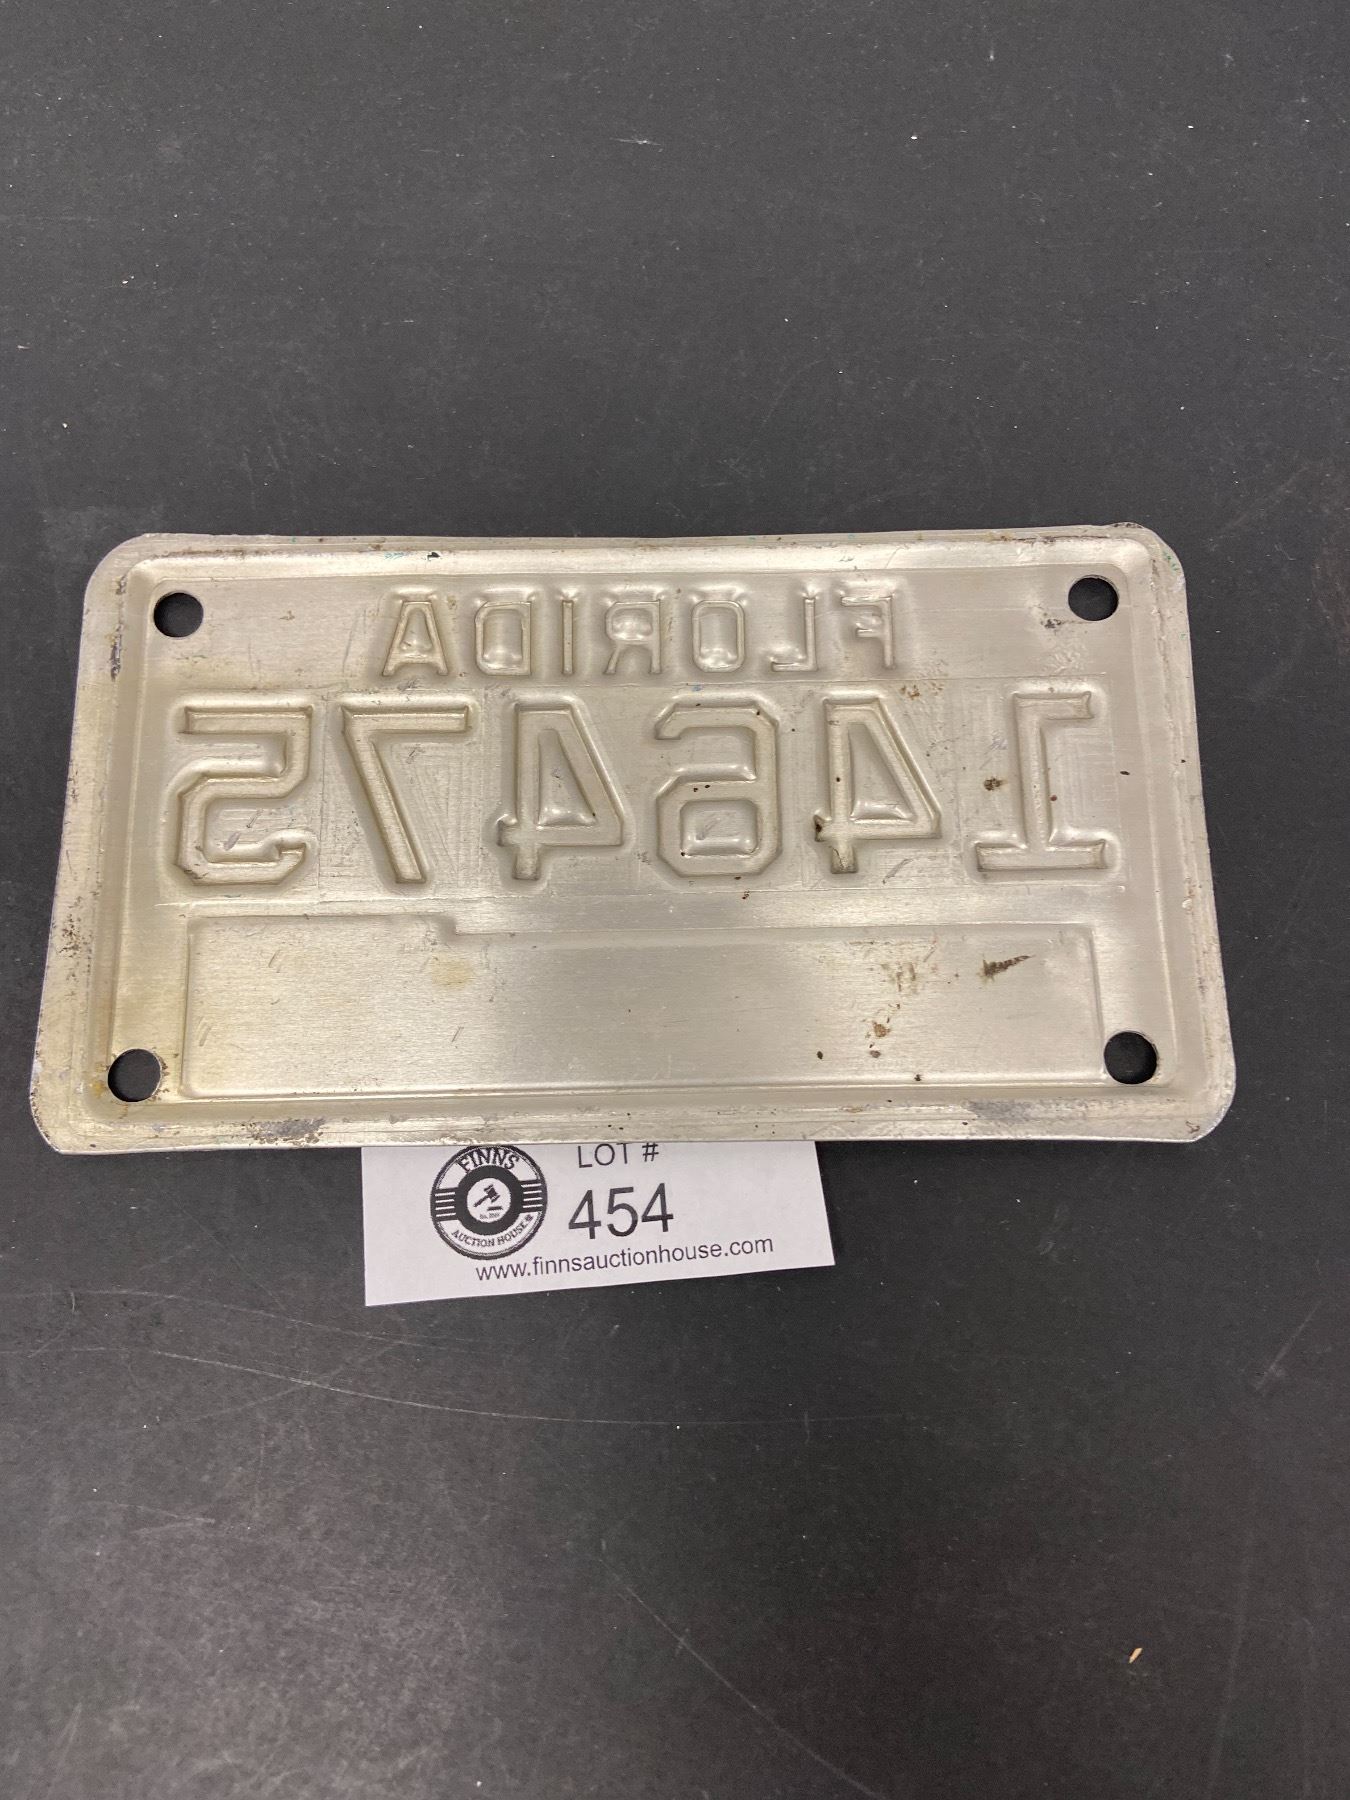 FLORIDA
146475
LOT #
454
FINNS
AUCTION HOUSE
www.finnsauctionhouse.com